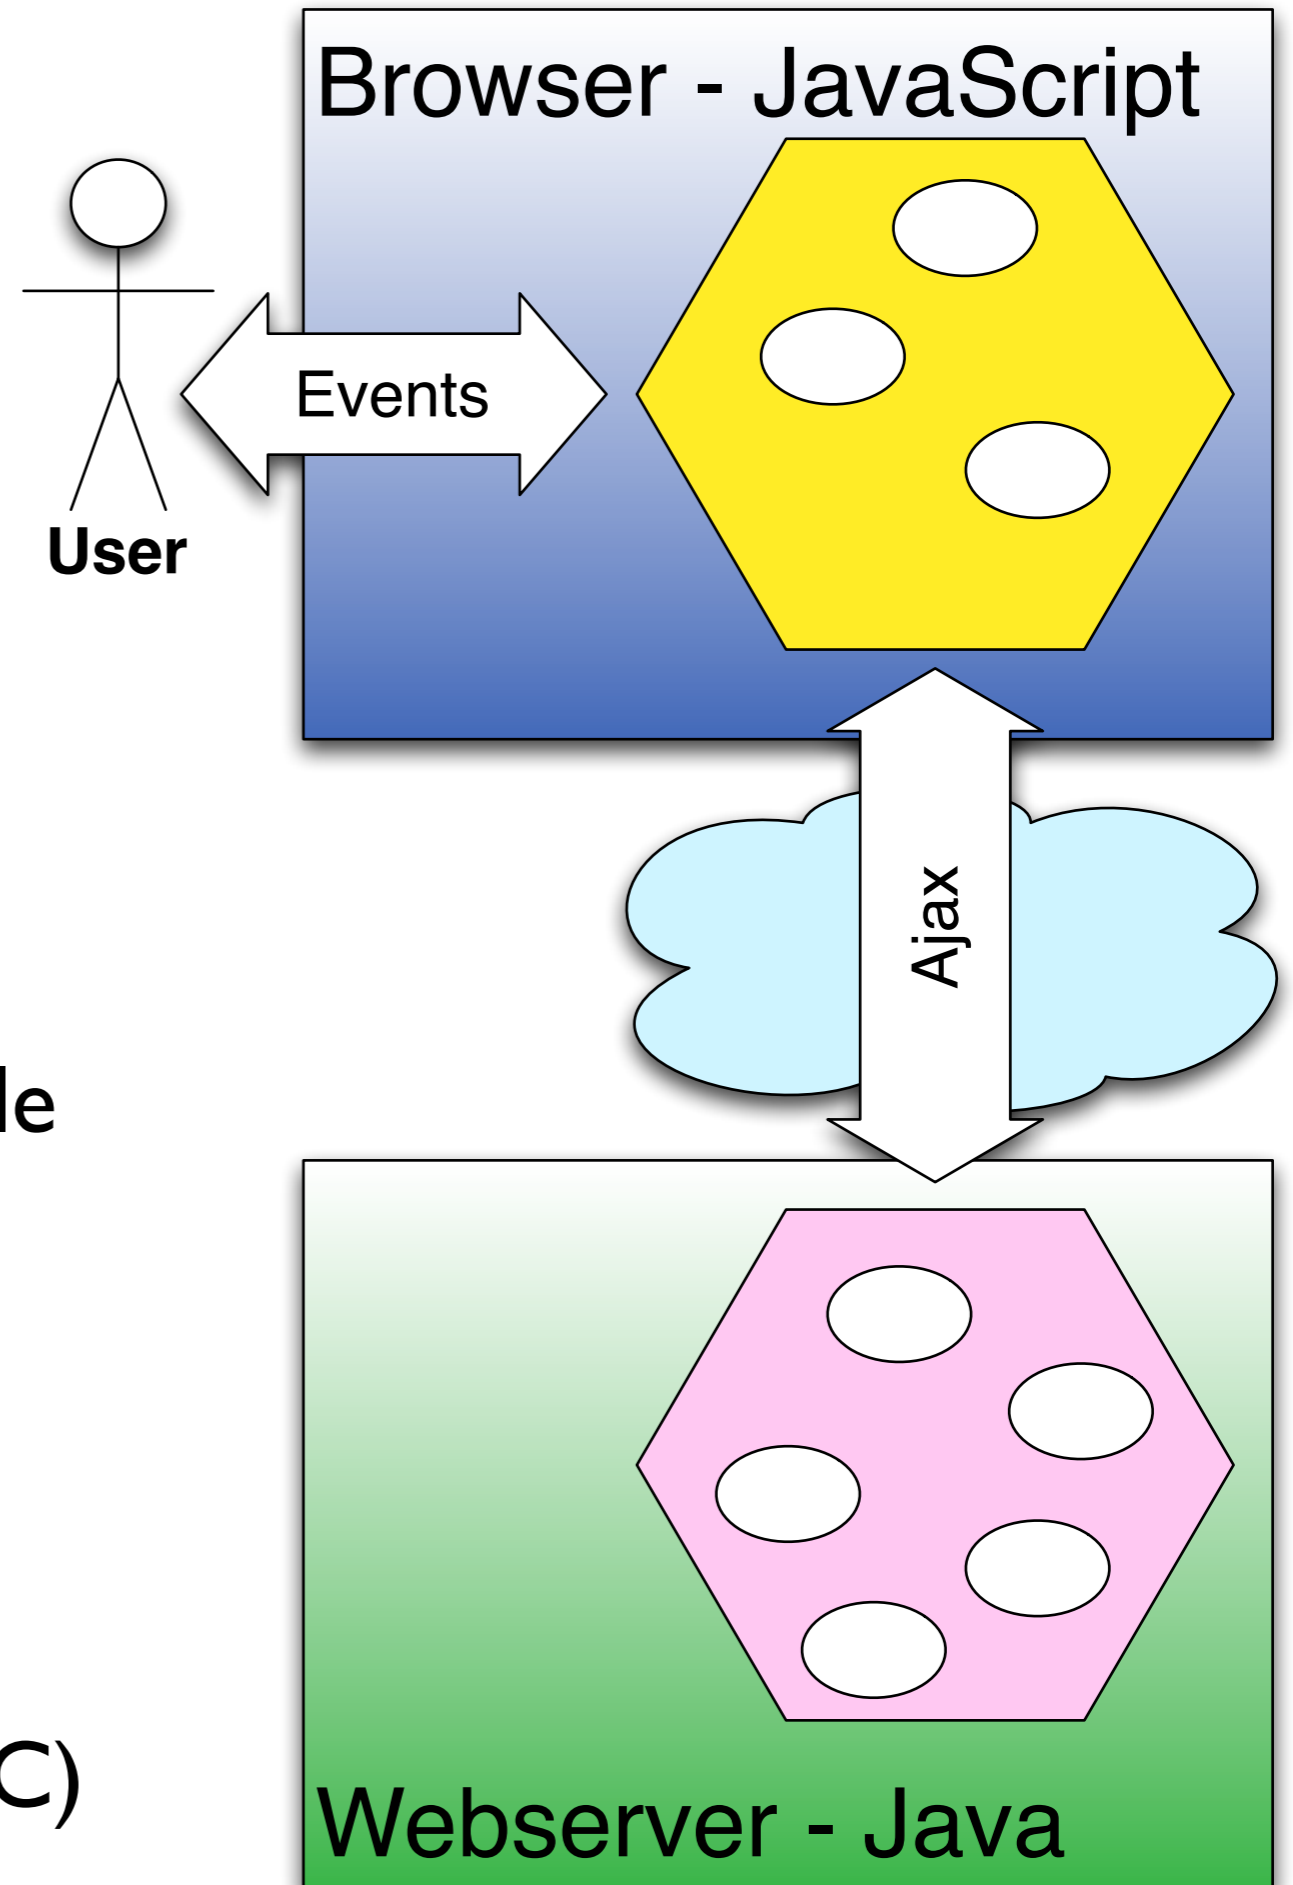 Browser - JavaScript
Events
User
Ajax
le
C)
Webserver - Java